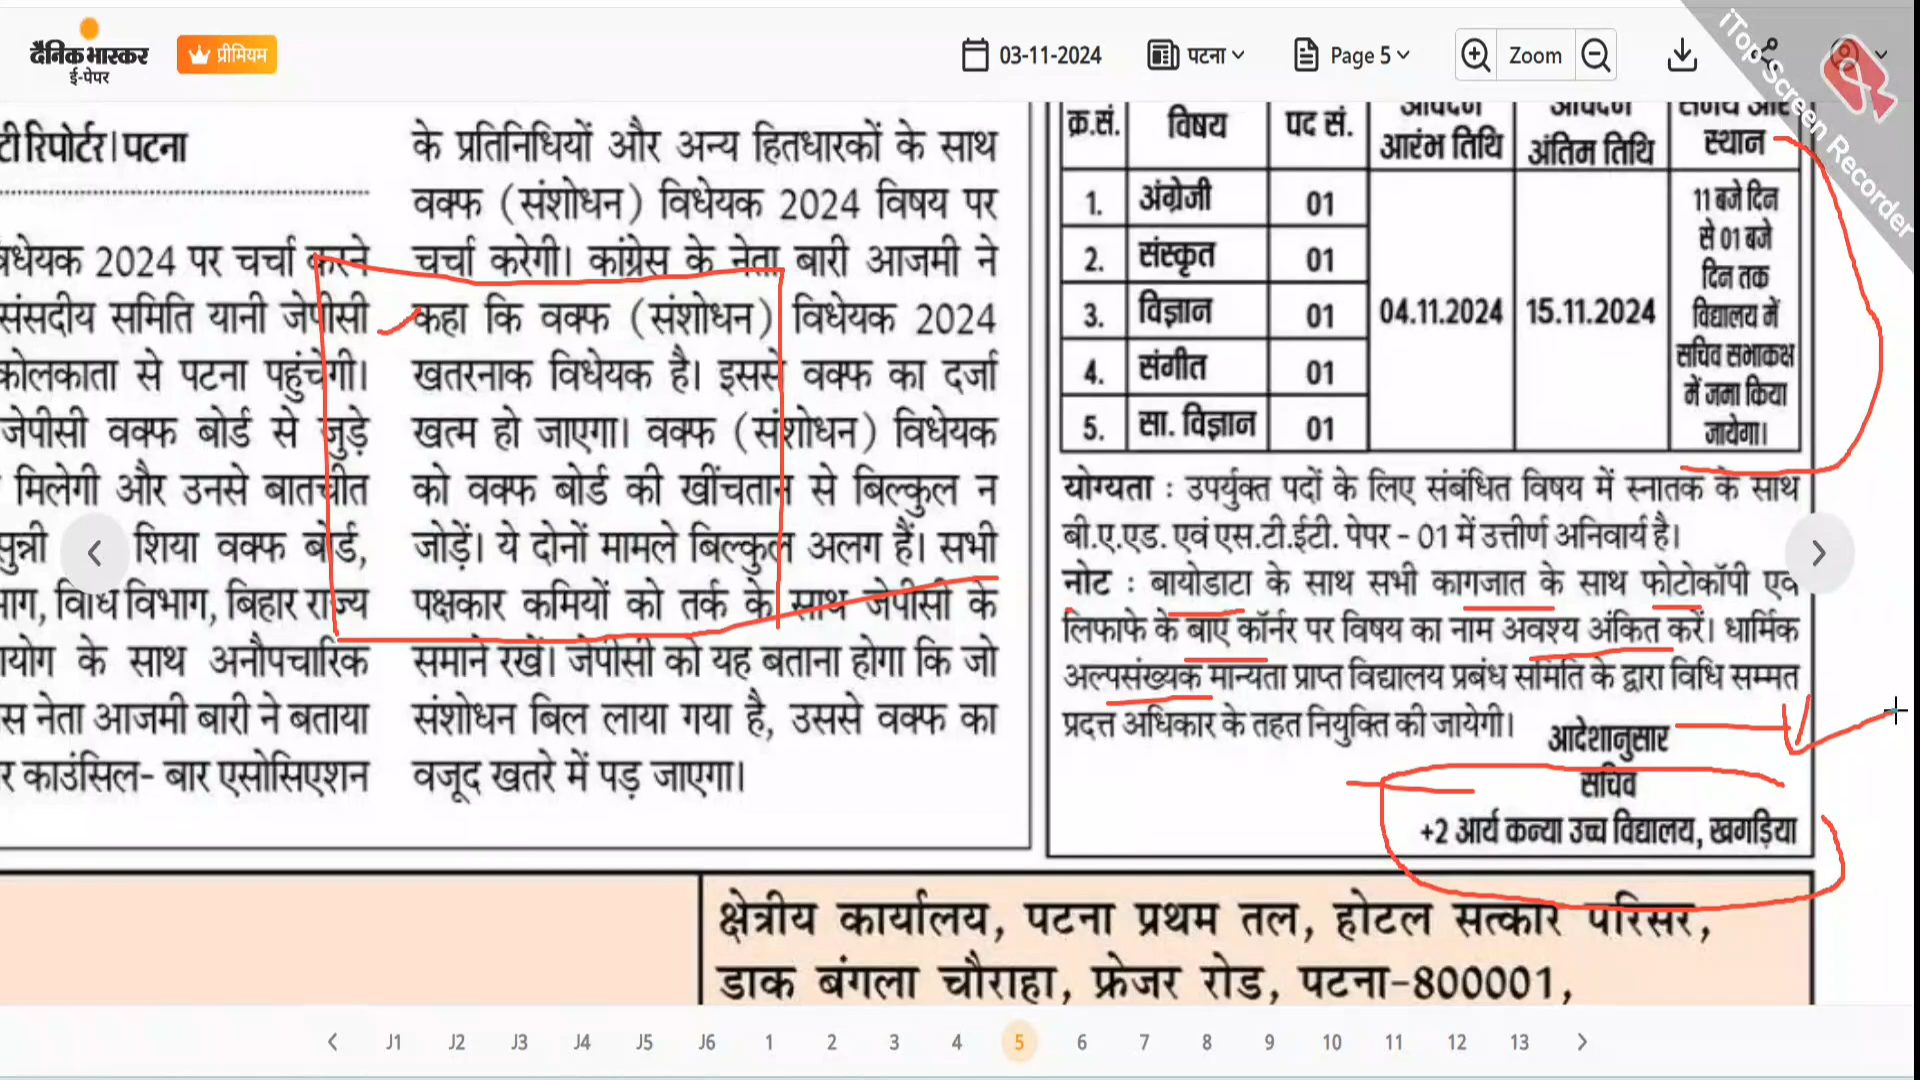 दैनिक भास्कर
ई-पेपर
प्रीमियम
03-11-2024
पटना
Page 5
Zoom
iTop Screen Recorder
टी रिपोर्टर। पटना
पर चर्चा करने
संसदीय समिति यानी जेपीसी
कोलकाता से पटना पहुंचेगी।
जेपीसी वक्फ बोर्ड से जुड़े
मिलेगी और उनसे बातचीत
शिया वक्फ बोर्ड,
विधि विभाग, बिहार राज्य
के साथ अनौपचारिक
नेता आजमी बारी ने बताया
काउंसिल- बार एसोसिएशन
के प्रतिनिधियों और अन्य हितधारकों के साथ
वक्फ (संशोधन) विधेयक 2024 विषय पर
चर्चा करेगी। कांग्रेस के नेता बारी आजमी ने
कहा कि वक्फ (संशोधन) विधेयक 2024
खतरनाक विधेयक है। इससे वक्फ का दर्जा
खत्म हो जाएगा। वक्फ (संशोधन) विधेयक
को वक्फ बोर्ड की खींचतान से बिल्कुल न
जोड़ें। ये दोनों मामले बिल्कुल अलग हैं। सभी
पक्षकार कमियों को तर्क के साथ जेपीसी के
समाने रखें। जेपीसी को यह बताना होगा कि जो
संशोधन बिल लाया गया है, उससे वक्फ का
वजूद खतरे में पड़ जाएगा।
क्र.सं. विषय पद सं. आवेदन आरंभ तिथि आवेदन अंतिम तिथि समय और स्थान
1. अंग्रेजी 01
2. संस्कृत 01
3. विज्ञान 01 04.11.2024 15.11.2024
4. संगीत 01
5. सा. विज्ञान 01
11 बजे दिन
से 01 बजे
दिन तक
विद्यालय में
सचिव सभाकक्ष
में जमा किया
जायेगा।
योग्यता : उपर्युक्त पदों के लिए संबंधित विषय में स्नातक के साथ
बी.ए.एड. एवं एस.टी.ई.टी. पेपर - 01 में उत्तीर्ण अनिवार्य है।
नोट : बायोडाटा के साथ सभी कागजात के साथ फोटोकॉपी एवं
लिफाफे के बाएं कॉर्नर पर विषय का नाम अवश्य अंकित करें। धार्मिक
अल्पसंख्यक मान्यता प्राप्त विद्यालय प्रबंध समिति के द्वारा विधि सम्मत
प्रदत्त अधिकार के तहत नियुक्ति की जायेगी।
आदेशानुसार
सचिव
+2 आर्य कन्या उच्च विद्यालय, खगड़िया
क्षेत्रीय कार्यालय, पटना प्रथम तल, होटल सत्कार परिसर,
डाक बंगला चौराहा, फ्रेजर रोड, पटना-800001,
J1 J2 J3 J4 J5 J6 1 2 3 4 5 6 7 8 9 10 11 12 13